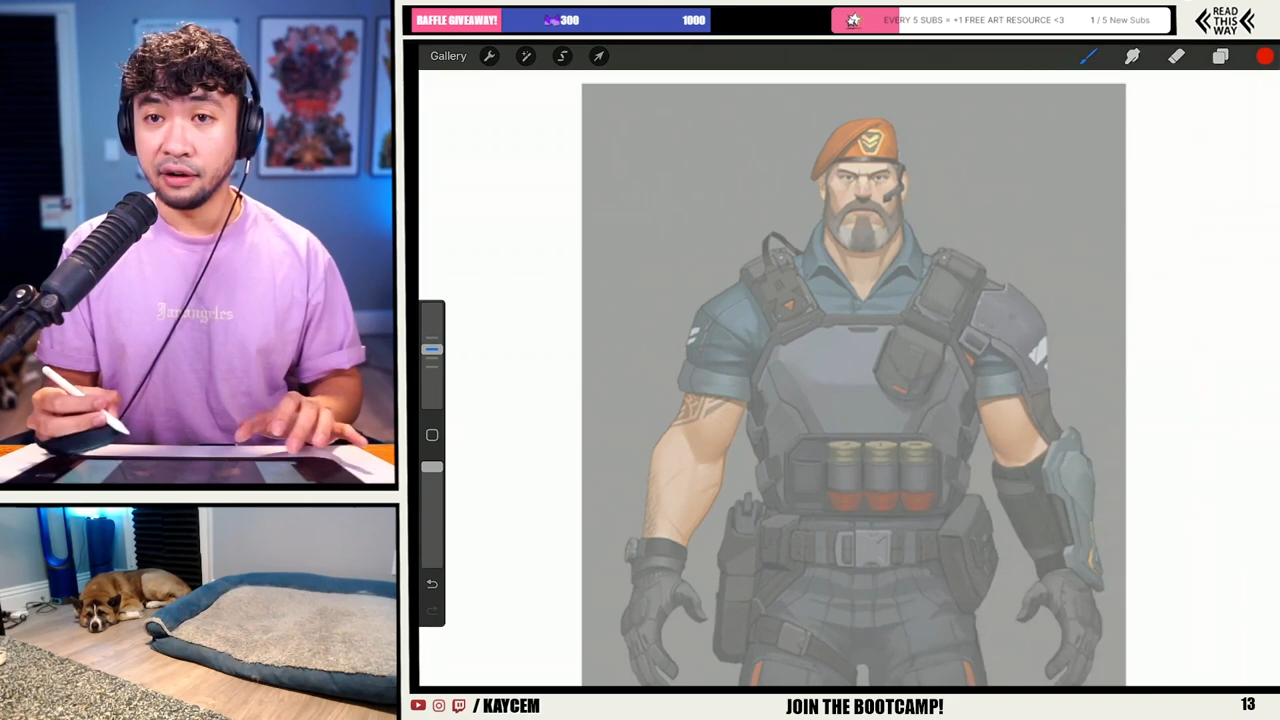 RAFFLE GIVEAWAY!
300
1000
EVERY 5 SUBS = +1 FREE ART RESOURCE <3
1 / 5 New Subs
READ
THIS
WAY
Gallery
/ KAYCEM
JOIN THE BOOTCAMP!
13